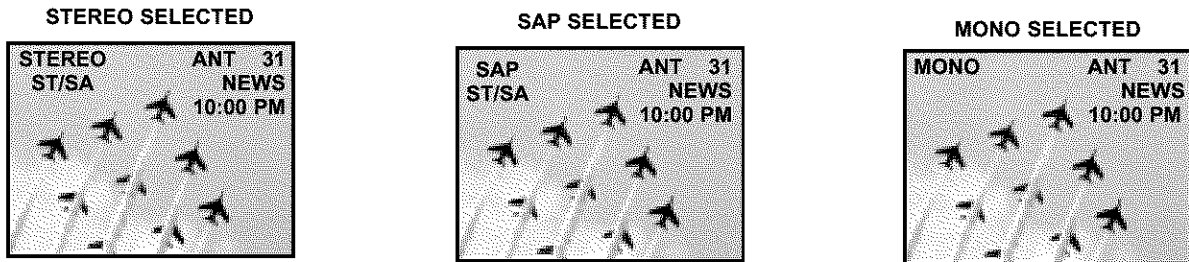 STEREO SELECTED
STEREO ANT 31
ST/SA NEWS
10:00 PM
SAP SELECTED
SAP ANT 31
ST/SA NEWS
10:00 PM
MONO SELECTED
MONO ANT 31
NEWS
10:00 PM